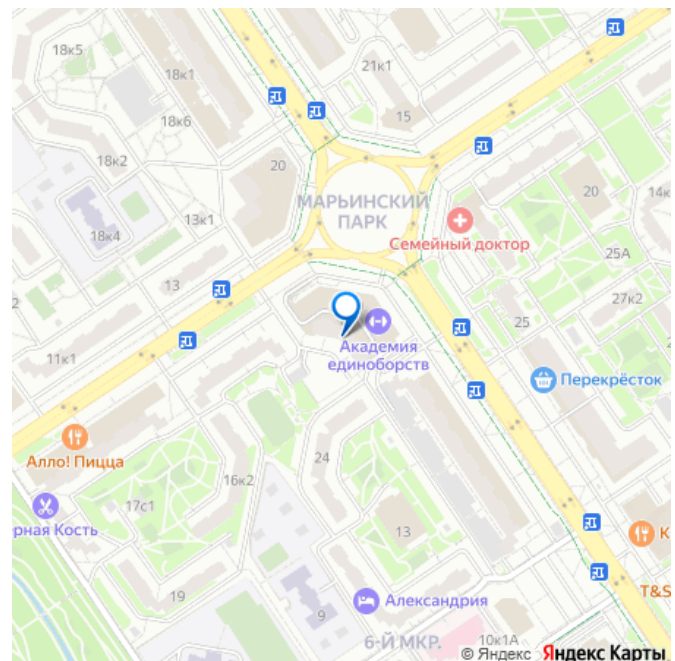 18к5
18к1
21к1
18к6
15
18к2
20
20
14к
МАРЬИНСКИЙ
ПАРК
13к1
18к4
Семейный доктор
25А
13
27к2
2
25
11к1
Академия
единоборств
Перекрёсток
Алло! Пицца
24
16к2
17с1
рная Кость
13
К
T&S
19
9
Александрия
6-Й МКР.
10к1А
© Яндекс Яндекс Карты